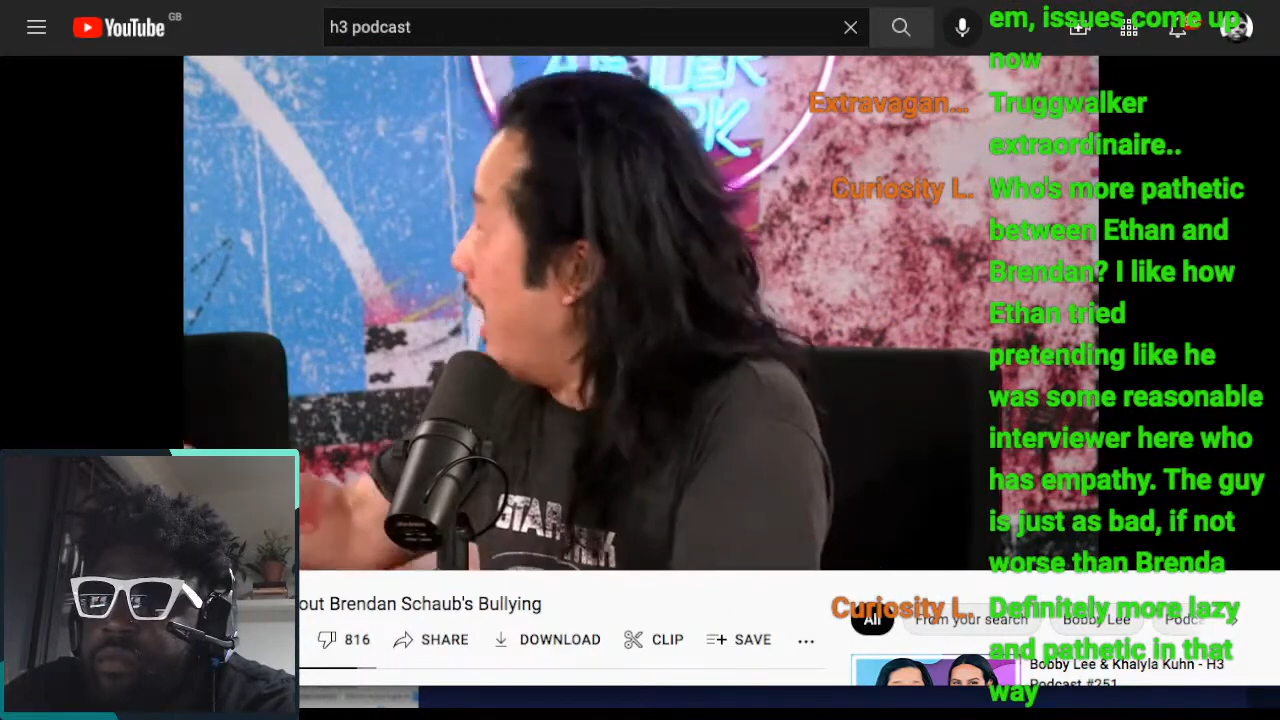 YouTube GB
h3 podcast
em, issues come up
now
Extravagan... Truggwalker
extraordinaire..
Curiosity L.. Who's more pathetic
between Ethan and
Brendan? I like how
Ethan tried
pretending like he
was some reasonable
interviewer here who
has empathy. The guy
is just as bad, if not
worse than Brenda
Curiosity L.. Definitely more lazy
and pathetic in that
way
out Brendan Schaub's Bullying
816 SHARE DOWNLOAD CLIP SAVE ...
All From your search Bobby Lee
Bobby Lee & Khalyla Kuhn - H3
Podcast #251